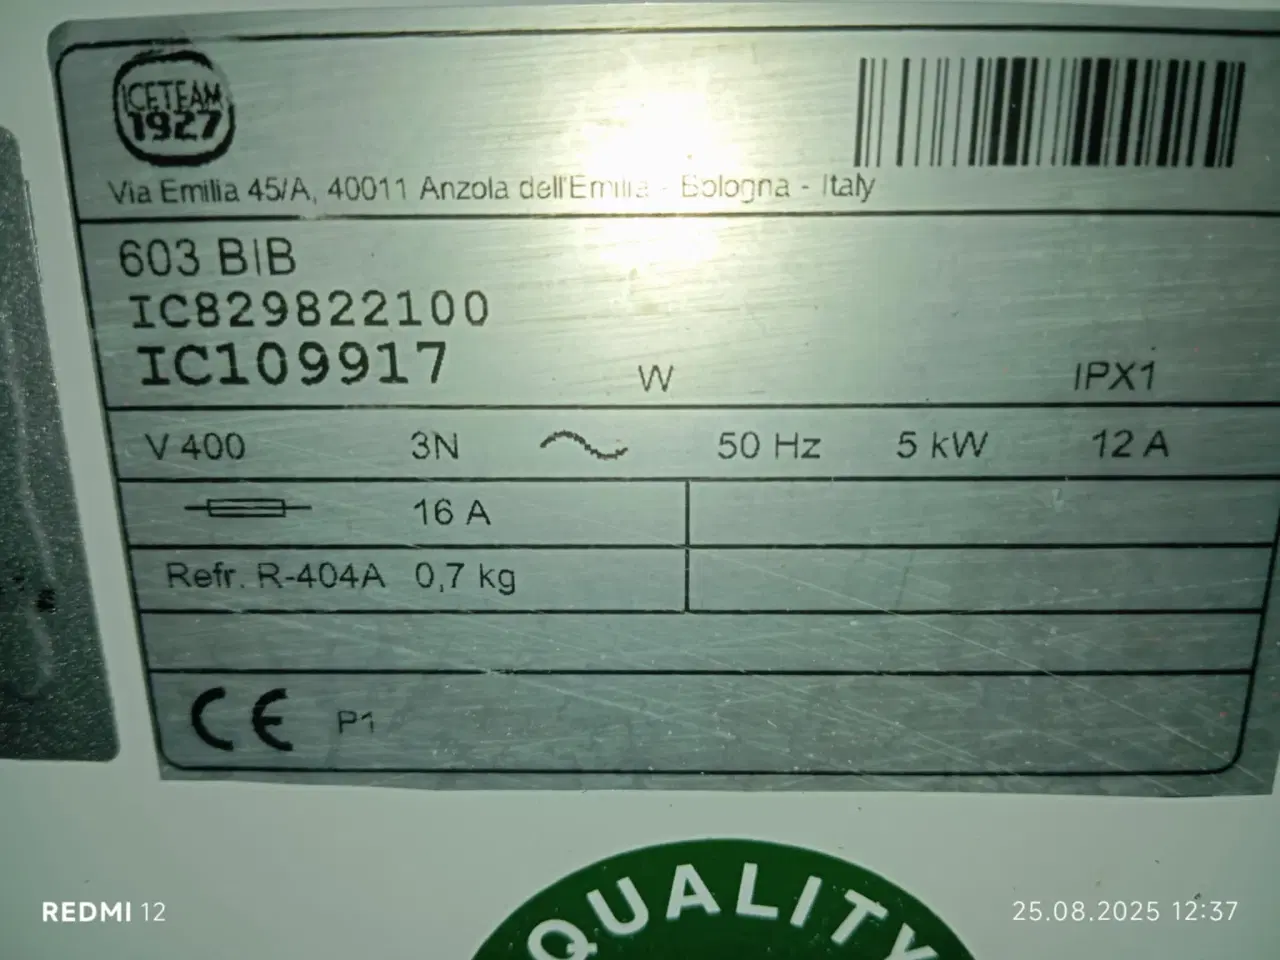 ICETEAM
1927
Via Emilia 45/A, 40011 Anzola dell'Emilia - Bologna - Italy
603 BIB
IC829822100
IC109917
W IPX1
V 400 3N 50 Hz 5 kW 12 A
16 A
Refr. R-404A 0,7 kg
CE P1
QUALITY
REDMI 12
25.08.2025 12:37